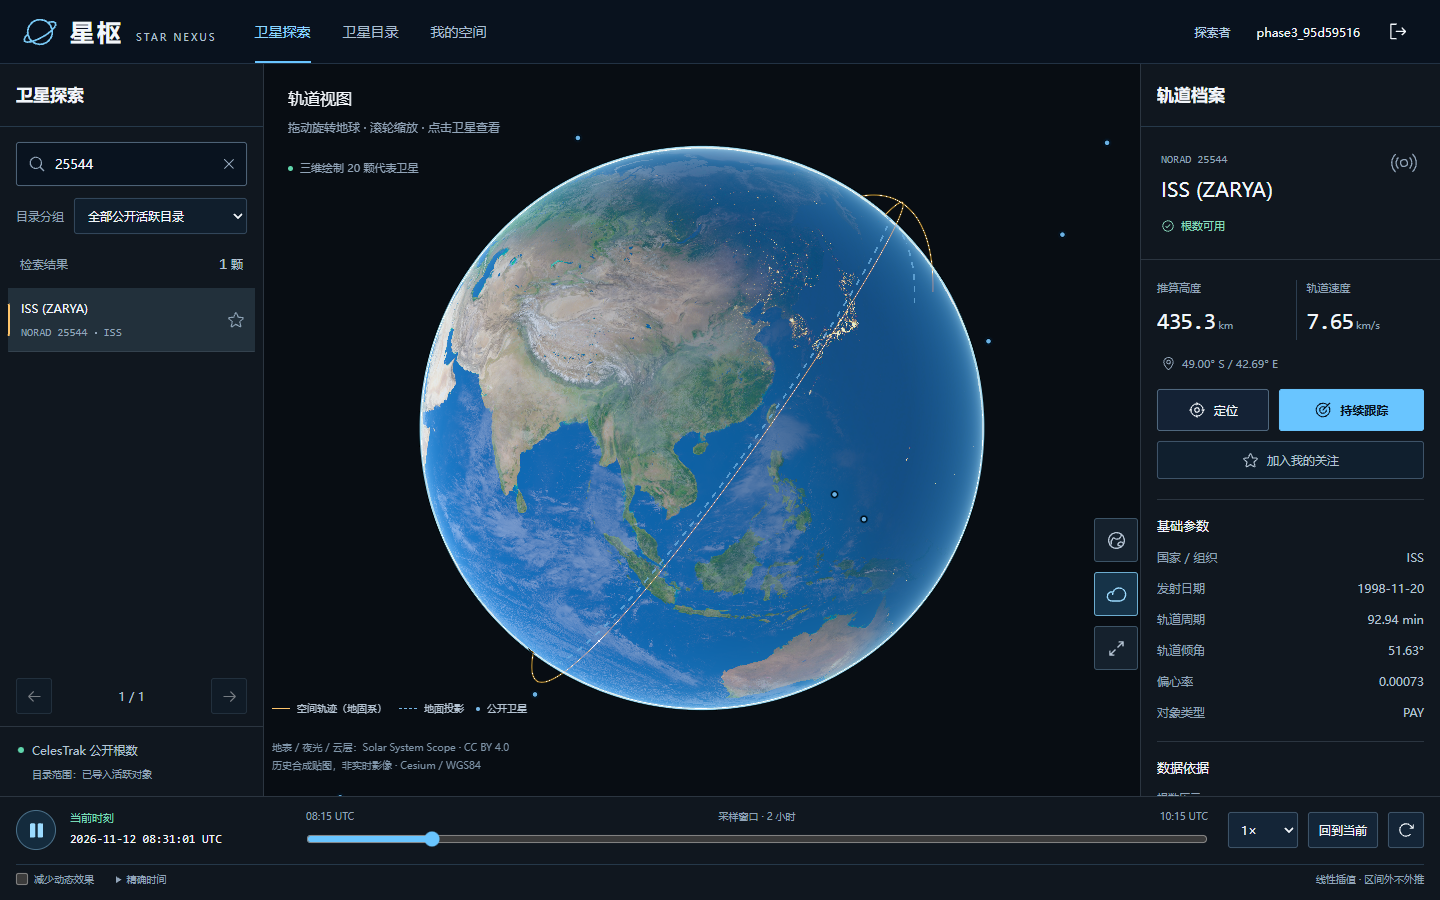 星枢 STAR NEXUS 卫星探索 卫星目录 我的空间 探索者 phase3_95d59516
卫星探索
25544
目录分组 全部公开活跃目录
检索结果 1 颗
ISS (ZARYA)
NORAD 25544 · ISS
1 / 1
CelesTrak 公开根数
目录范围：已导入活跃对象
轨道视图
拖动旋转地球 · 滚轮缩放 · 点击卫星查看
三维绘制 20 颗代表卫星
空间轨迹（地固系） 地面投影 公开卫星
地表 / 夜光 / 云层：Solar System Scope · CC BY 4.0
历史合成贴图，非实时影像 · Cesium / WGS84
轨道档案
NORAD 25544
ISS (ZARYA)
根数可用
推算高度 轨道速度
435.3 km 7.65 km/s
49.00° S / 42.69° E
定位 持续跟踪
加入我的关注
基础参数
国家 / 组织 ISS
发射日期 1998-11-20
轨道周期 92.94 min
轨道倾角 51.63°
偏心率 0.00073
对象类型 PAY
数据依据
当前时刻
2026-11-12 08:31:01 UTC
08:15 UTC 采样窗口 · 2 小时 10:15 UTC
1× 回到当前
减少动态效果 精确时间 线性插值 · 区间外不外推